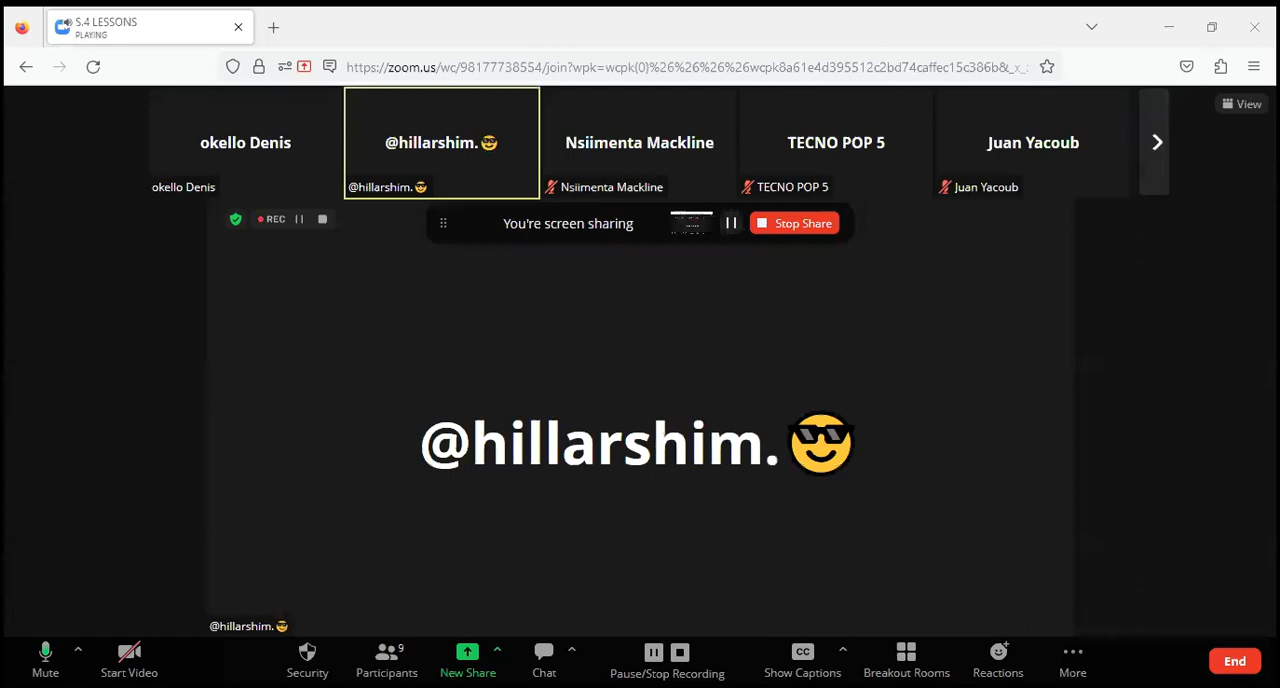 S.4 LESSONS
PLAYING
https://zoom.us/wc/98177738554/join?wpk=wcpk(0)%26%26%26%26wcpk8a61e4d395512c2bd74caffec15c386b&_x_:
View
okello Denis
@hillarshim.😎
Nsiimenta Mackline
TECNO POP 5
Juan Yacoub
okello Denis
@hillarshim.😎
Nsiimenta Mackline
TECNO POP 5
Juan Yacoub
REC
You're screen sharing
Stop Share
@hillarshim.😎
@hillarshim.😎
9
Mute
Start Video
Security
Participants
New Share
Chat
Pause/Stop Recording
CC
Show Captions
Breakout Rooms
Reactions
More
End